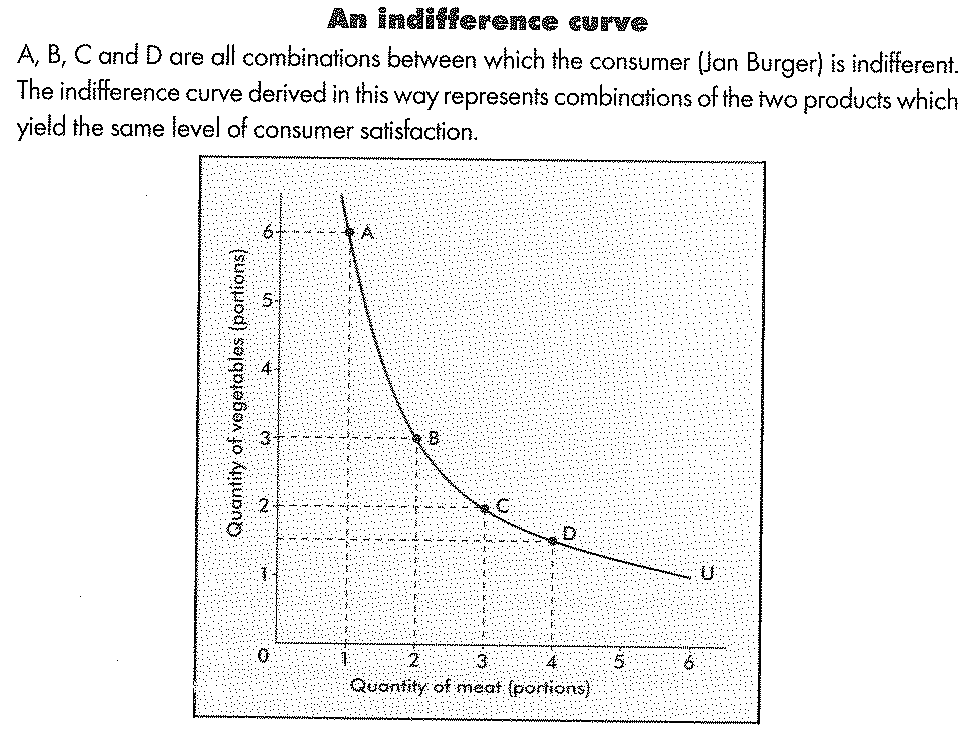 An indifference curve
A, B, C and D are all combinations between which the consumer (Jan Burger) is indifferent.
The indifference curve derived in this way represents combinations of the two products which
yield the same level of consumer satisfaction.
Quantity of vegetables (portions)
6
5
4
3
2
1
0
A
B
C
D
U
1 2 3 4 5 6
Quantity of meat (portions)